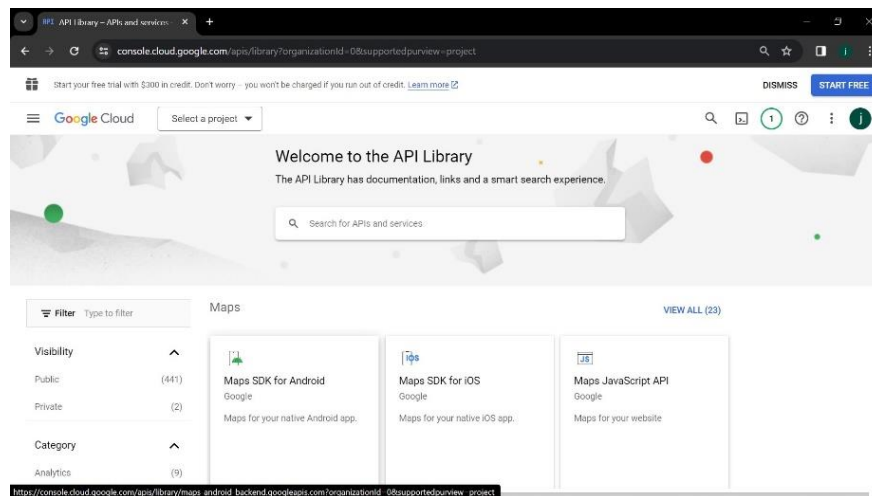 API API Library – APIs and services -
console.cloud.google.com/apis/library?organizationId=0&supportedpurview=project
Start your free trial with $300 in credit. Don't worry – you won't be charged if you run out of credit. Learn more
DISMISS
START FREE
Google Cloud
Select a project
1
j
Welcome to the API Library
The API Library has documentation, links and a smart search experience.
Search for APIs and services
Filter Type to filter
Maps
VIEW ALL (23)
Visibility
Public (441)
Private (2)
Category
Analytics (9)
Maps SDK for Android
Google
Maps for your native Android app.
iOS
Maps SDK for iOS
Google
Maps for your native iOS app.
JS
Maps JavaScript API
Google
Maps for your website
https://console.cloud.google.com/apis/library/maps_android_backend.googleapis.com?organizationId=0&supportedpurview=project